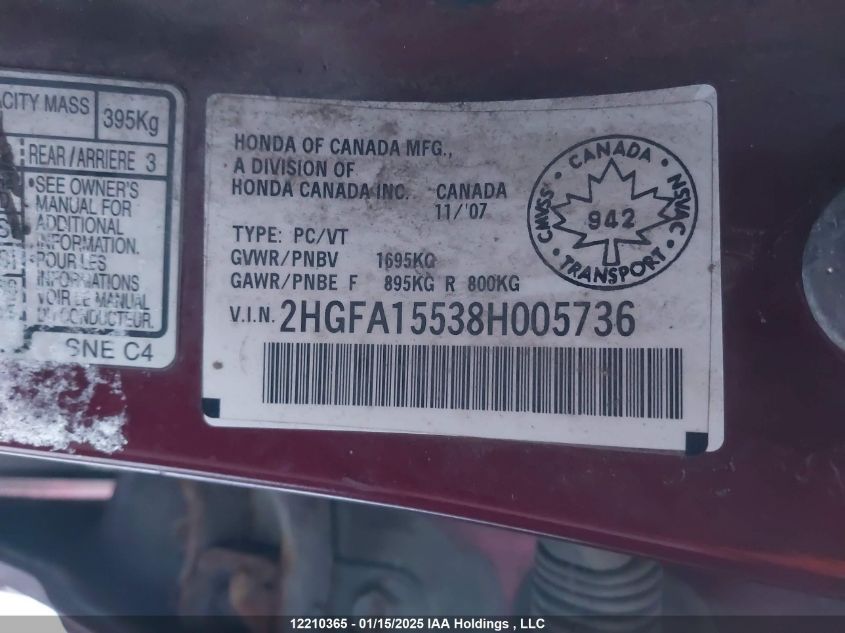 ACITY MASS
395Kg
REAR/ARRIERE 3
•SEE OWNER'S
MANUAL FOR
ADDITIONAL
INFORMATION.
•POUR LES
INFORMATIONS
VOIR LE MANUAL
DU CONDUCTEUR.
SNE C4
HONDA OF CANADA MFG.,
A DIVISION OF
HONDA CANADA INC. CANADA
11/'07
TYPE: PC/VT
GVWR/PNBV 1695KG
GAWR/PNBE F 895KG R 800KG
V.I.N. 2HGFA15538H005736
• CANADA •
CMVSS
942
NSVAC
• TRANSPORT •
12210365 - 01/15/2025 IAA Holdings , LLC